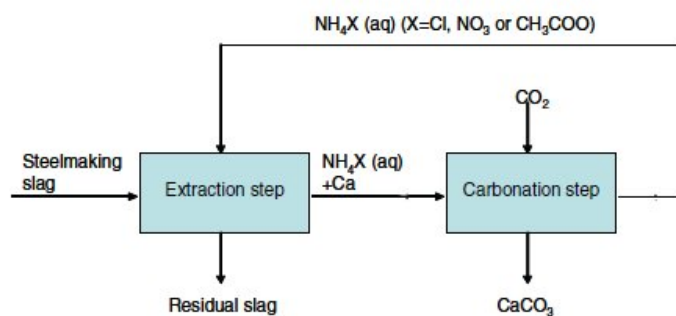 NH₄X (aq) (X=Cl, NO₃ or CH₃COO)
CO₂
Steelmaking
slag
Extraction step
NH₄X (aq)
+Ca
Carbonation step
Residual slag
CaCO₃